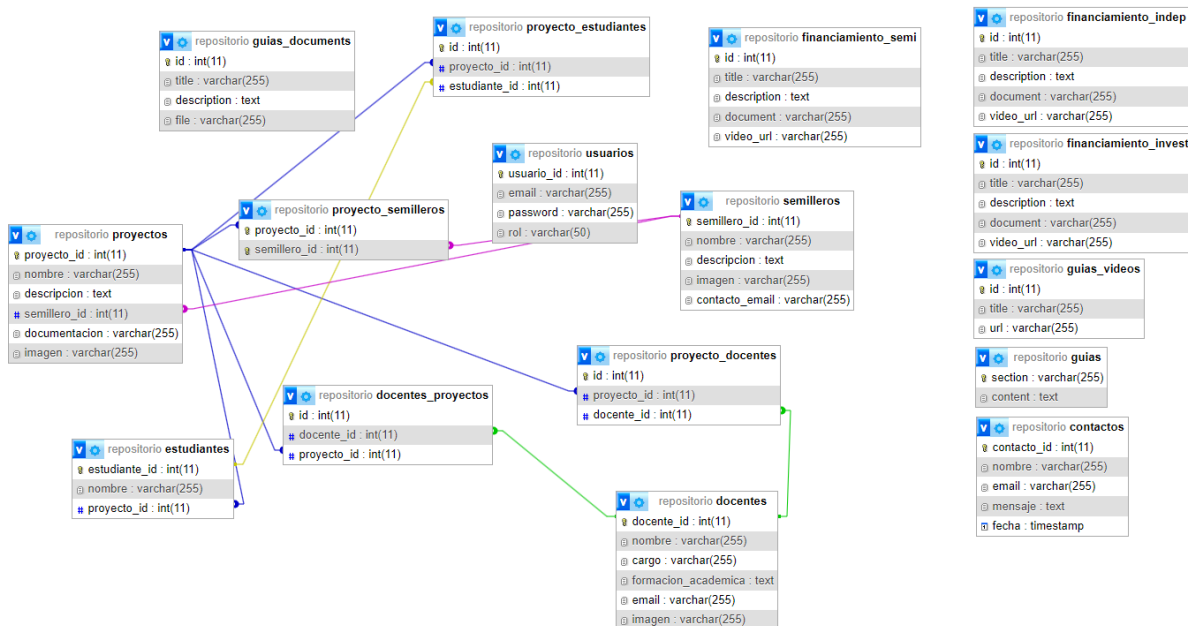 repositorio guias_documents
id : int(11)
title : varchar(255)
description : text
file : varchar(255)
repositorio proyecto_estudiantes
id : int(11)
proyecto_id : int(11)
estudiante_id : int(11)
repositorio financiamiento_semi
id : int(11)
title : varchar(255)
description : text
document : varchar(255)
video_url : varchar(255)
repositorio financiamiento_indep
id : int(11)
title : varchar(255)
description : text
document : varchar(255)
video_url : varchar(255)
repositorio usuarios
usuario_id : int(11)
email : varchar(255)
password : varchar(255)
rol : varchar(50)
repositorio financiamiento_invest
id : int(11)
title : varchar(255)
description : text
document : varchar(255)
video_url : varchar(255)
repositorio proyecto_semilleros
proyecto_id : int(11)
semillero_id : int(11)
repositorio semilleros
semillero_id : int(11)
nombre : varchar(255)
descripcion : text
imagen : varchar(255)
contacto_email : varchar(255)
repositorio proyectos
proyecto_id : int(11)
nombre : varchar(255)
descripcion : text
semillero_id : int(11)
documentacion : varchar(255)
imagen : varchar(255)
repositorio guias_videos
id : int(11)
title : varchar(255)
url : varchar(255)
repositorio proyecto_docentes
id : int(11)
proyecto_id : int(11)
docente_id : int(11)
repositorio guias
section : varchar(255)
content : text
repositorio docentes_proyectos
id : int(11)
docente_id : int(11)
proyecto_id : int(11)
repositorio contactos
contacto_id : int(11)
nombre : varchar(255)
email : varchar(255)
mensaje : text
fecha : timestamp
repositorio estudiantes
estudiante_id : int(11)
nombre : varchar(255)
proyecto_id : int(11)
repositorio docentes
docente_id : int(11)
nombre : varchar(255)
cargo : varchar(255)
formacion_academica : text
email : varchar(255)
imagen : varchar(255)